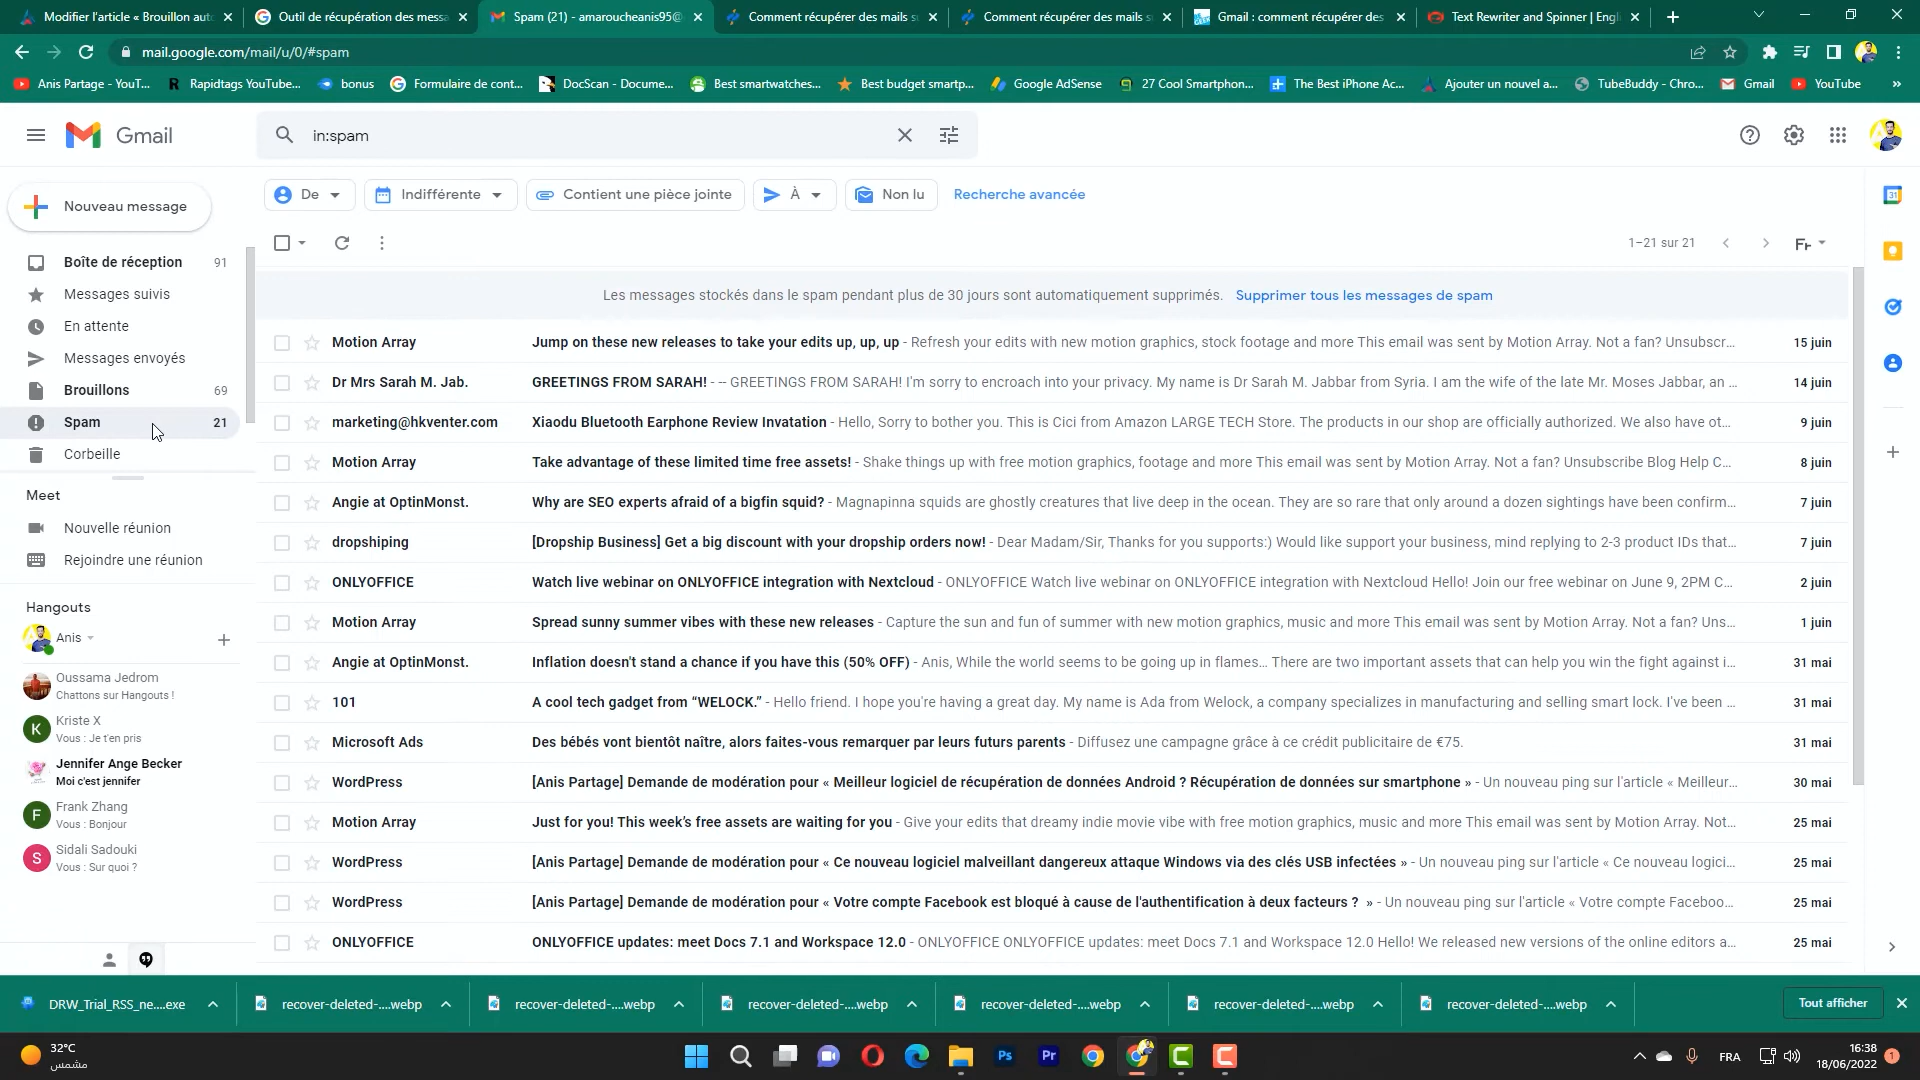 Modifier l'article « Brouillon aut
Outil de récupération des messa
Spam (21) - amaroucheanis95@
Comment récupérer des mails s
Comment récupérer des mails s
Gmail : comment récupérer des
Text Rewriter and Spinner | Engl
mail.google.com/mail/u/0/#spam
Anis Partage - YouT...
Rapidtags YouTube...
bonus
Formulaire de cont...
DocScan - Docume...
Best smartwatches...
Best budget smartp...
Google AdSense
27 Cool Smartphon...
The Best iPhone Ac...
Ajouter un nouvel a...
TubeBuddy - Chro...
Gmail
YouTube
»
Gmail
in:spam
De
Indifférente
Contient une pièce jointe
À
Non lu
Recherche avancée
Nouveau message
Boîte de réception 91
Messages suivis
En attente
Messages envoyés
Brouillons 69
Spam 21
Corbeille
Meet
Nouvelle réunion
Rejoindre une réunion
Hangouts
Anis
Oussama Jedrom
Chattons sur Hangouts !
K
Kriste X
Vous : Je t'en pris
Jennifer Ange Becker
Moi c'est jennifer
F
Frank Zhang
Vous : Bonjour
S
Sidali Sadouki
Vous : Sur quoi ?
1–21 sur 21
Les messages stockés dans le spam pendant plus de 30 jours sont automatiquement supprimés. Supprimer tous les messages de spam
Motion Array Jump on these new releases to take your edits up, up, up - Refresh your edits with new motion graphics, stock footage and more This email was sent by Motion Array. Not a fan? Unsubscr... 15 juin
Dr Mrs Sarah M. Jab. GREETINGS FROM SARAH! - -- GREETINGS FROM SARAH! I'm sorry to encroach into your privacy. My name is Dr Sarah M. Jabbar from Syria. I am the wife of the late Mr. Moses Jabbar, an ... 14 juin
marketing@hkventer.com Xiaodu Bluetooth Earphone Review Invatation - Hello, Sorry to bother you. This is Cici from Amazon LARGE TECH Store. The products in our shop are officially authorized. We also have ot... 9 juin
Motion Array Take advantage of these limited time free assets! - Shake things up with free motion graphics, footage and more This email was sent by Motion Array. Not a fan? Unsubscribe Blog Help C... 8 juin
Angie at OptinMonst. Why are SEO experts afraid of a bigfin squid? - Magnapinna squids are ghostly creatures that live deep in the ocean. They are so rare that only around a dozen sightings have been confirm... 7 juin
dropshiping [Dropship Business] Get a big discount with your dropship orders now! - Dear Madam/Sir, Thanks for you supports:) Would like support your business, mind replying to 2-3 product IDs that... 7 juin
ONLYOFFICE Watch live webinar on ONLYOFFICE integration with Nextcloud - ONLYOFFICE Watch live webinar on ONLYOFFICE integration with Nextcloud Hello! Join our free webinar on June 9, 2PM C... 2 juin
Motion Array Spread sunny summer vibes with these new releases - Capture the sun and fun of summer with new motion graphics, music and more This email was sent by Motion Array. Not a fan? Uns... 1 juin
Angie at OptinMonst. Inflation doesn't stand a chance if you have this (50% OFF) - Anis, While the world seems to be going up in flames... There are two important assets that can help you win the fight against i... 31 mai
101 A cool tech gadget from “WELOCK.” - Hello friend. I hope you're having a great day. My name is Ada from Welock, a company specializes in manufacturing and selling smart lock. I've been ... 31 mai
Microsoft Ads Des bébés vont bientôt naître, alors faites-vous remarquer par leurs futurs parents - Diffusez une campagne grâce à ce crédit publicitaire de €75. 31 mai
WordPress [Anis Partage] Demande de modération pour « Meilleur logiciel de récupération de données Android ? Récupération de données sur smartphone » - Un nouveau ping sur l'article « Meilleur... 30 mai
Motion Array Just for you! This week’s free assets are waiting for you - Give your edits that dreamy indie movie vibe with free motion graphics, music and more This email was sent by Motion Array. Not... 25 mai
WordPress [Anis Partage] Demande de modération pour « Ce nouveau logiciel malveillant dangereux attaque Windows via des clés USB infectées » - Un nouveau ping sur l'article « Ce nouveau logici... 25 mai
WordPress [Anis Partage] Demande de modération pour « Votre compte Facebook est bloqué à cause de l'authentification à deux facteurs ? » - Un nouveau ping sur l'article « Votre compte Faceboo... 25 mai
ONLYOFFICE ONLYOFFICE updates: meet Docs 7.1 and Workspace 12.0 - ONLYOFFICE ONLYOFFICE updates: meet Docs 7.1 and Workspace 12.0 Hello! We released new versions of the online editors a... 25 mai
31
DRW_Trial_RSS_ne....exe
recover-deleted-....webp
recover-deleted-....webp
recover-deleted-....webp
recover-deleted-....webp
recover-deleted-....webp
recover-deleted-....webp
Tout afficher
32°C
مشمس
Ps
Pr
FRA
16:38
18/06/2022
1